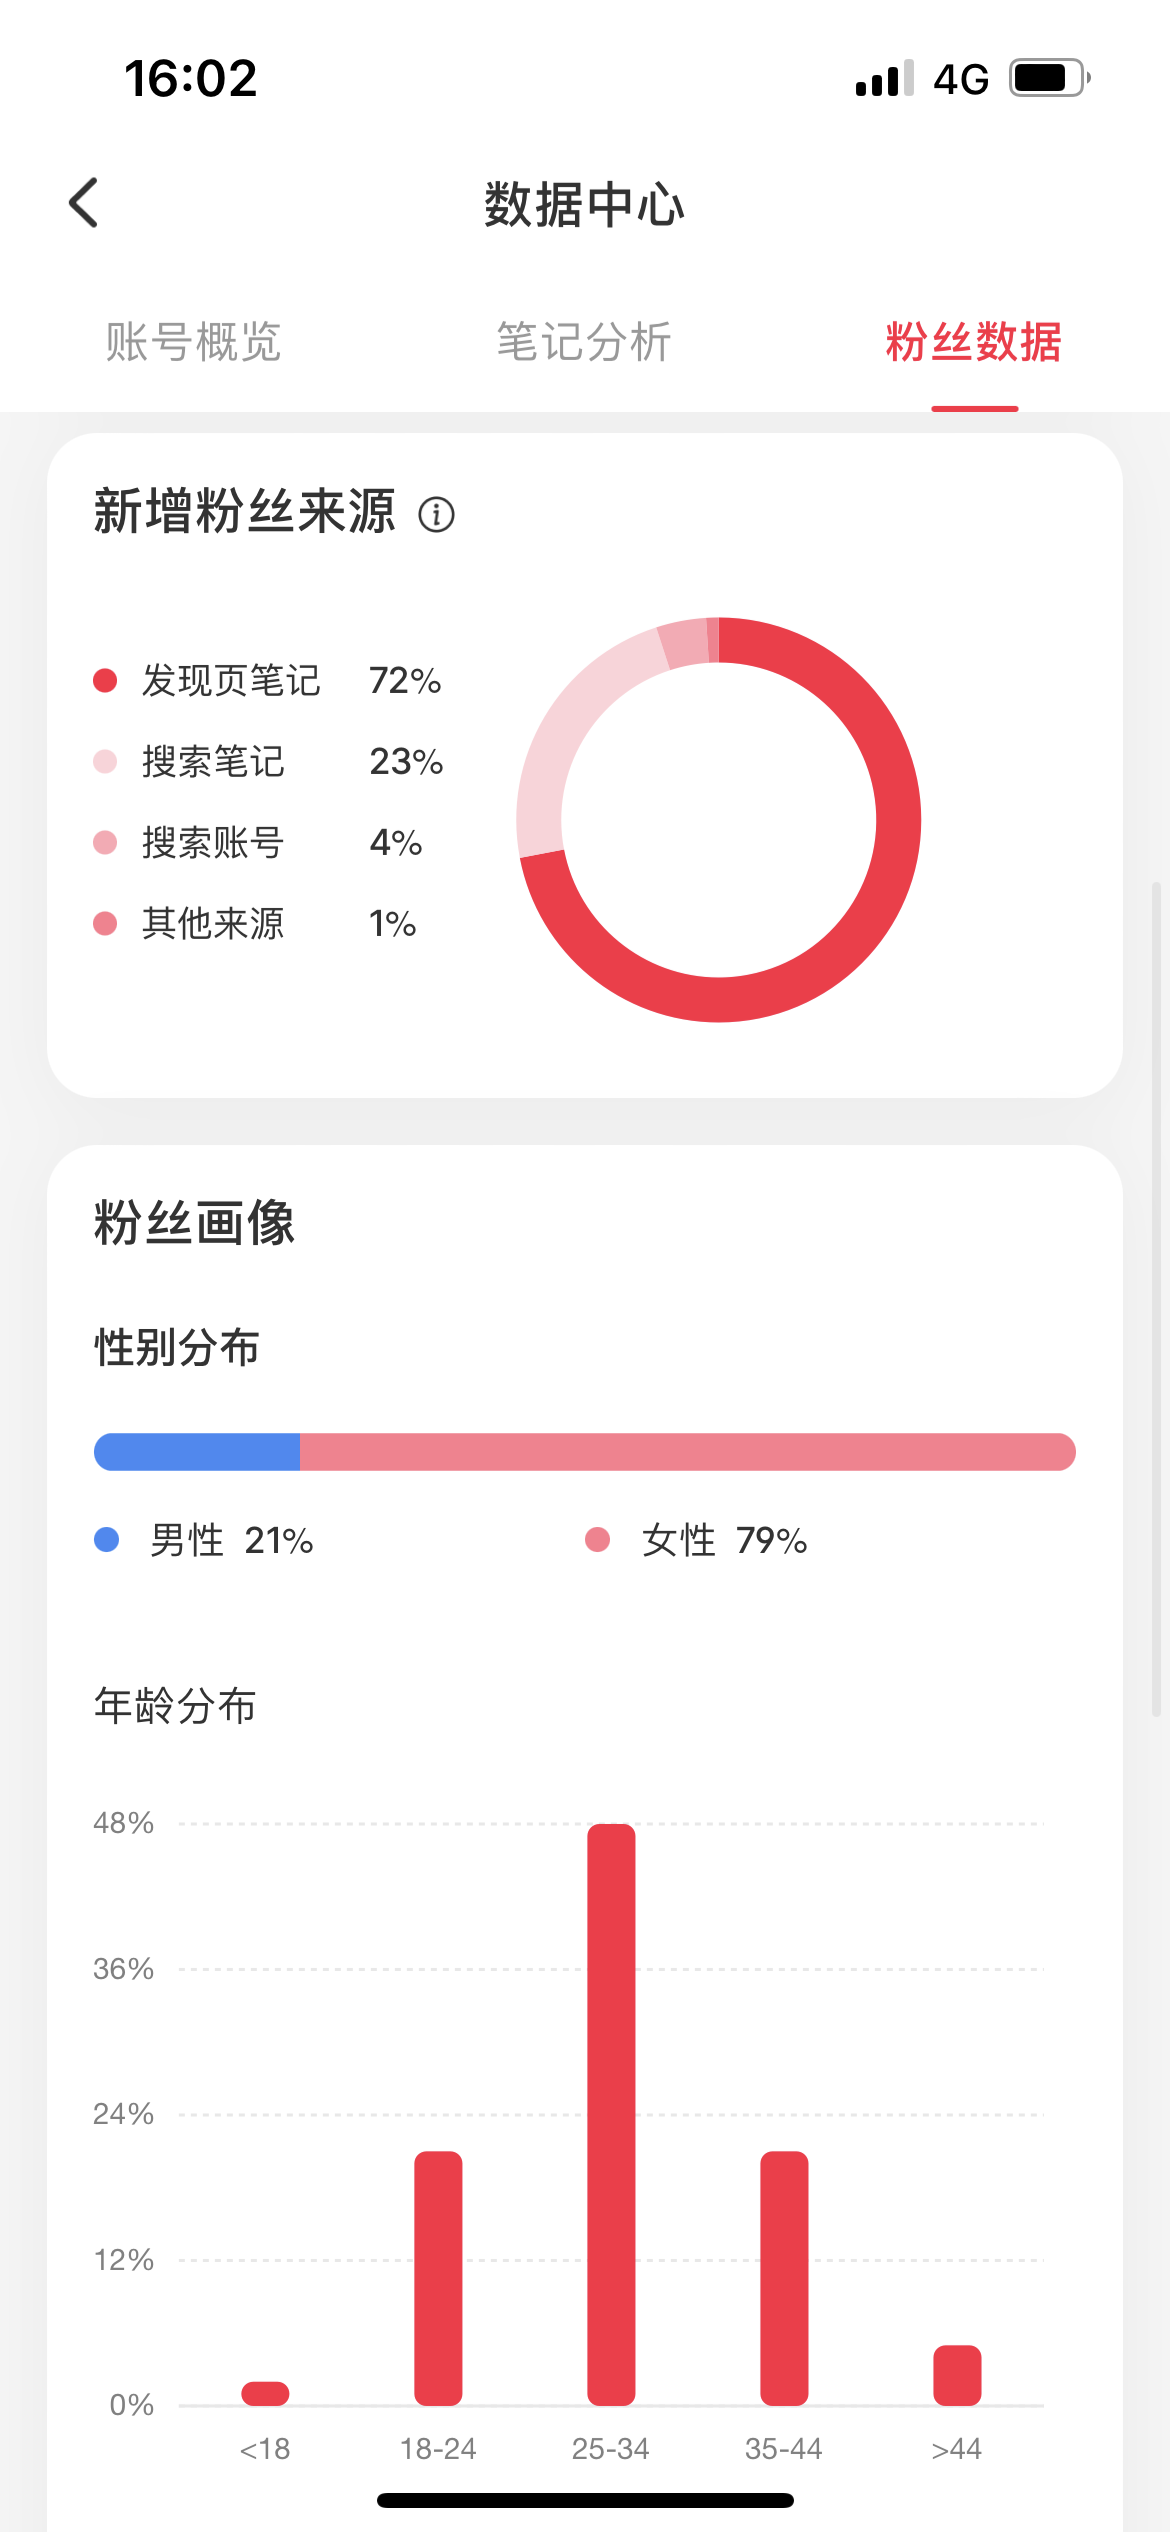 16:02 4G
数据中心
账号概览 笔记分析 粉丝数据
新增粉丝来源
发现页笔记 72%
搜索笔记 23%
搜索账号 4%
其他来源 1%
粉丝画像
性别分布
男性 21% 女性 79%
年龄分布
48%
36%
24%
12%
0%
<18 18-24 25-34 35-44 >44